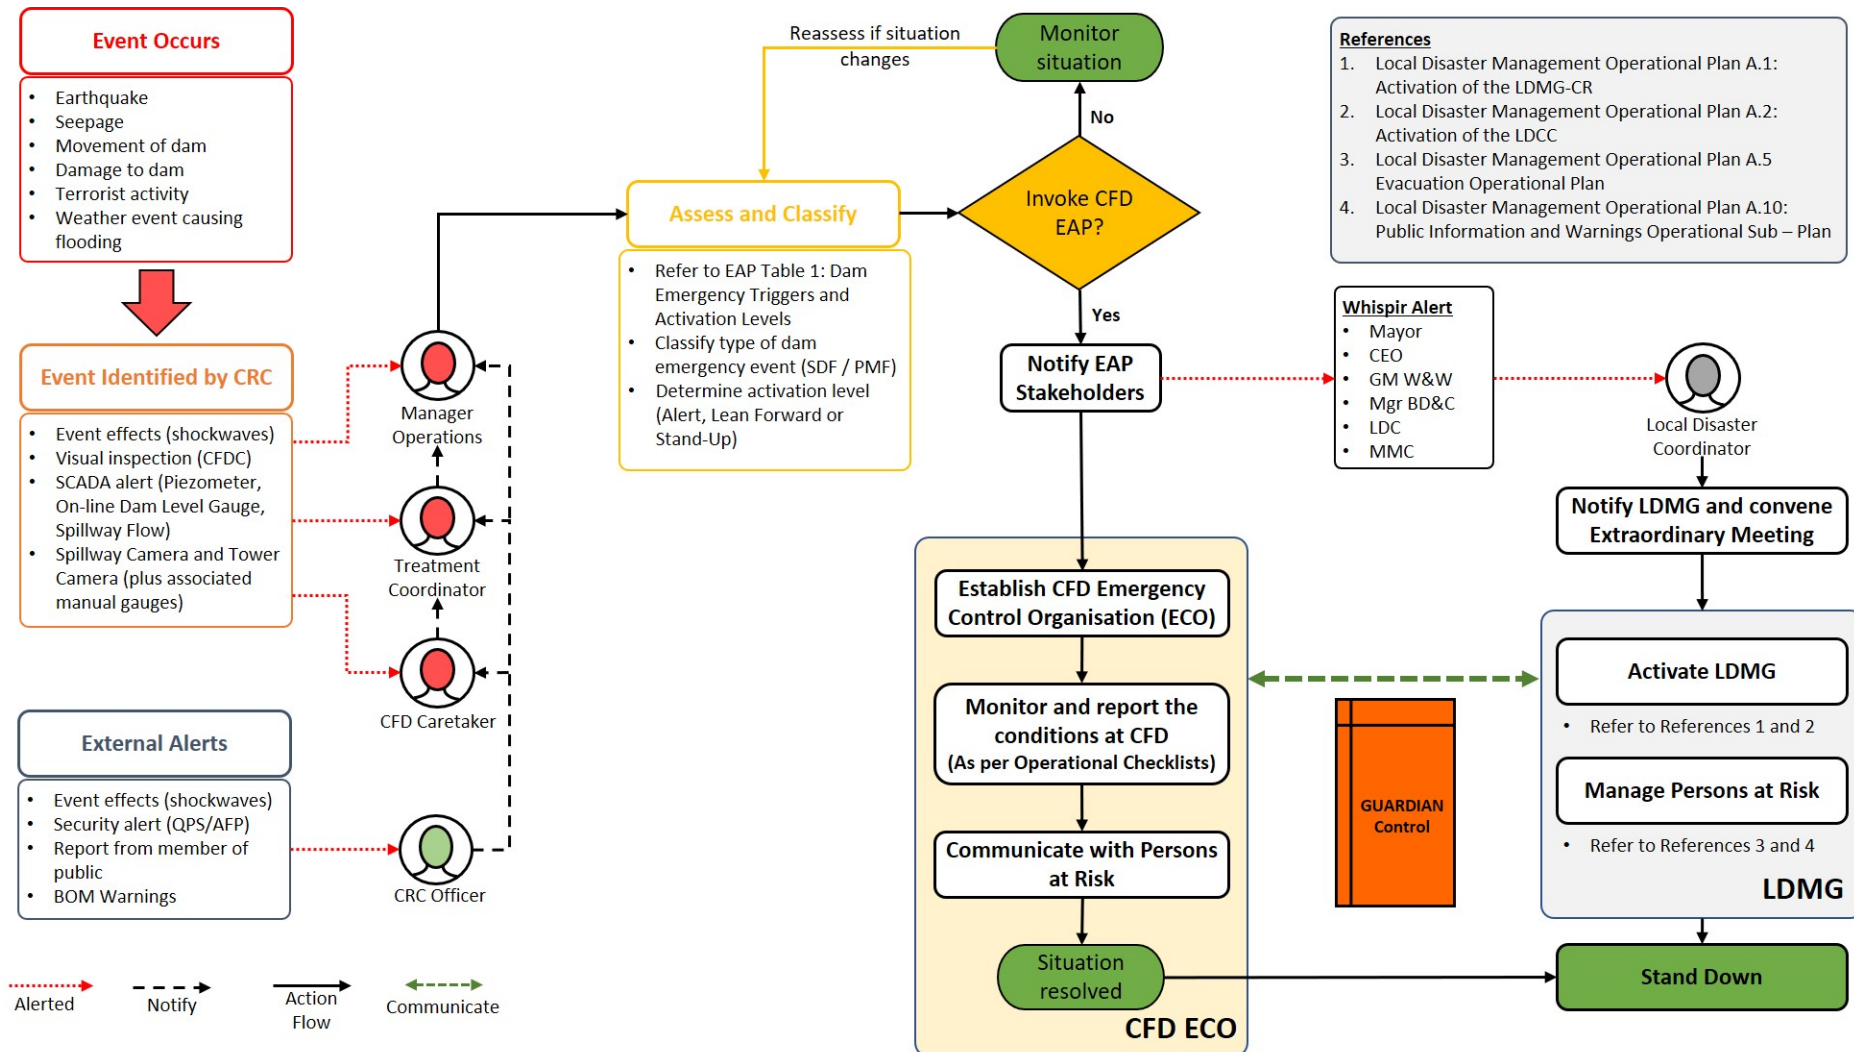 Event Occurs
• Earthquake
• Seepage
• Movement of dam
• Damage to dam
• Terrorist activity
• Weather event causing
flooding
Event Identified by CRC
• Event effects (shockwaves)
• Visual inspection (CFDC)
• SCADA alert (Piezometer,
On-line Dam Level Gauge,
Spillway Flow)
• Spillway Camera and Tower
Camera (plus associated
manual gauges)
External Alerts
• Event effects (shockwaves)
• Security alert (QPS/AFP)
• Report from member of
public
• BOM Warnings
Manager
Operations
Treatment
Coordinator
CFD Caretaker
CRC Officer
Reassess if situation
changes
Monitor
situation
No
Assess and Classify
• Refer to EAP Table 1: Dam
Emergency Triggers and
Activation Levels
• Classify type of dam
emergency event (SDF / PMF)
• Determine activation level
(Alert, Lean Forward or
Stand-Up)
Invoke CFD
EAP?
Yes
Notify EAP
Stakeholders
Establish CFD Emergency
Control Organisation (ECO)
Monitor and report the
conditions at CFD
(As per Operational Checklists)
Communicate with Persons
at Risk
Situation
resolved
CFD ECO
References
1. Local Disaster Management Operational Plan A.1:
Activation of the LDMG-CR
2. Local Disaster Management Operational Plan A.2:
Activation of the LDCC
3. Local Disaster Management Operational Plan A.5
Evacuation Operational Plan
4. Local Disaster Management Operational Plan A.10:
Public Information and Warnings Operational Sub – Plan
Whispir Alert
• Mayor
• CEO
• GM W&W
• Mgr BD&C
• LDC
• MMC
Local Disaster
Coordinator
Notify LDMG and convene
Extraordinary Meeting
Activate LDMG
• Refer to References 1 and 2
Manage Persons at Risk
• Refer to References 3 and 4
LDMG
GUARDIAN
Control
Stand Down
Alerted
Notify
Action
Flow
Communicate